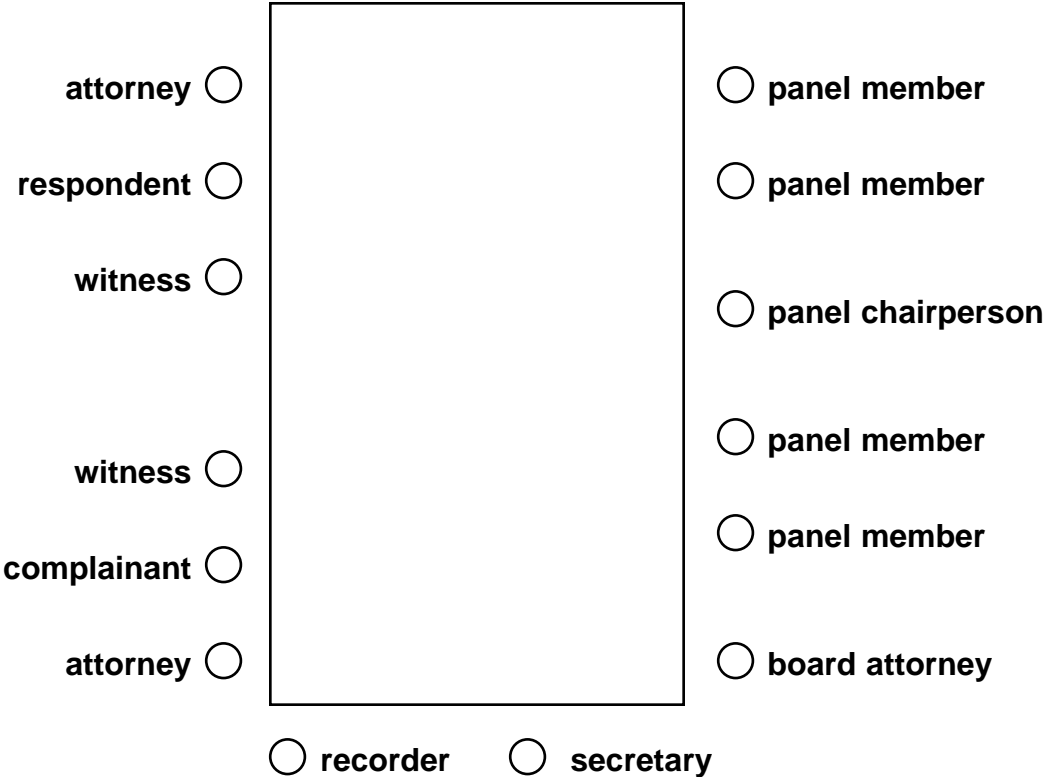 attorney
panel member
respondent
panel member
witness
panel chairperson
panel member
witness
panel member
complainant
attorney
board attorney
recorder
secretary